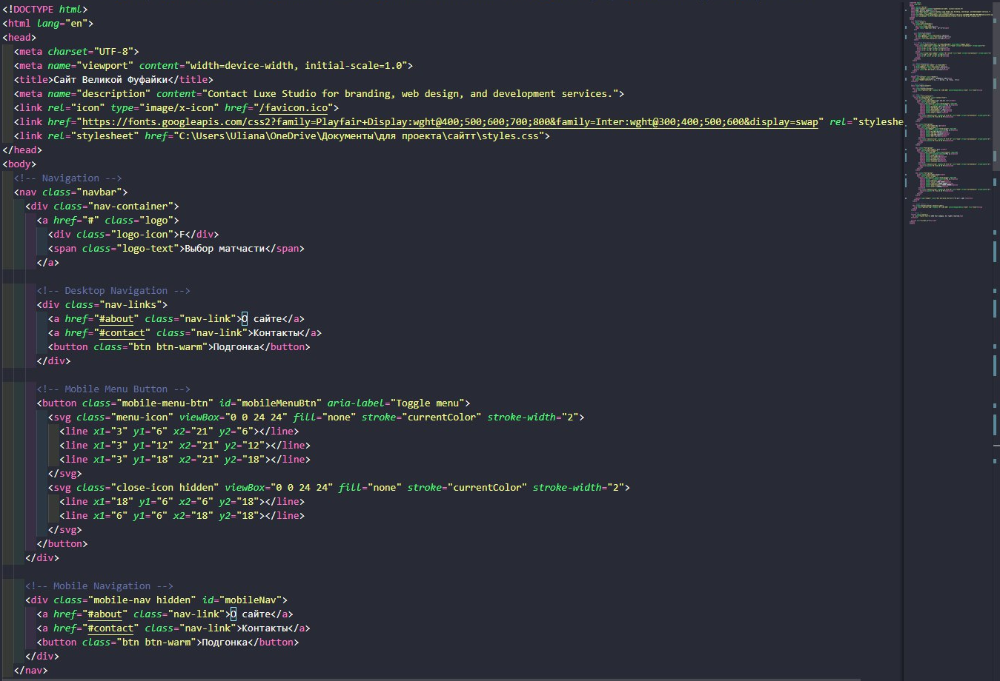 <!DOCTYPE html>
<html lang="en">
<head>
<meta charset="UTF-8">
<meta name="viewport" content="width=device-width, initial-scale=1.0">
<title>Сайт Великой Фуфайки</title>
<meta name="description" content="Contact Luxe Studio for branding, web design, and development services.">
<link rel="icon" type="image/x-icon" href="/favicon.ico">
<link href="https://fonts.googleapis.com/css2?family=Playfair+Display:wght@400;500;600;700;800&family=Inter:wght@300;400;500;600&display=swap" rel="styleshe
<link rel="stylesheet" href="C:\Users\Uliana\OneDrive\Документы\для проекта\сайтт\styles.css">
</head>
<body>
<!-- Navigation -->
<nav class="navbar">
<div class="nav-container">
<a href="#" class="logo">
<div class="logo-icon">F</div>
<span class="logo-text">Выбор матчасти</span>
</a>
<!-- Desktop Navigation -->
<div class="nav-links">
<a href="#about" class="nav-link">О сайте</a>
<a href="#contact" class="nav-link">Контакты</a>
<button class="btn btn-warm">Подгонка</button>
</div>
<!-- Mobile Menu Button -->
<button class="mobile-menu-btn" id="mobileMenuBtn" aria-label="Toggle menu">
<svg class="menu-icon" viewBox="0 0 24 24" fill="none" stroke="currentColor" stroke-width="2">
<line x1="3" y1="6" x2="21" y2="6"></line>
<line x1="3" y1="12" x2="21" y2="12"></line>
<line x1="3" y1="18" x2="21" y2="18"></line>
</svg>
<svg class="close-icon hidden" viewBox="0 0 24 24" fill="none" stroke="currentColor" stroke-width="2">
<line x1="18" y1="6" x2="6" y2="18"></line>
<line x1="6" y1="6" x2="18" y2="18"></line>
</svg>
</button>
</div>
<!-- Mobile Navigation -->
<div class="mobile-nav hidden" id="mobileNav">
<a href="#about" class="nav-link">О сайте</a>
<a href="#contact" class="nav-link">Контакты</a>
<button class="btn btn-warm">Подгонка</button>
</div>
</nav>